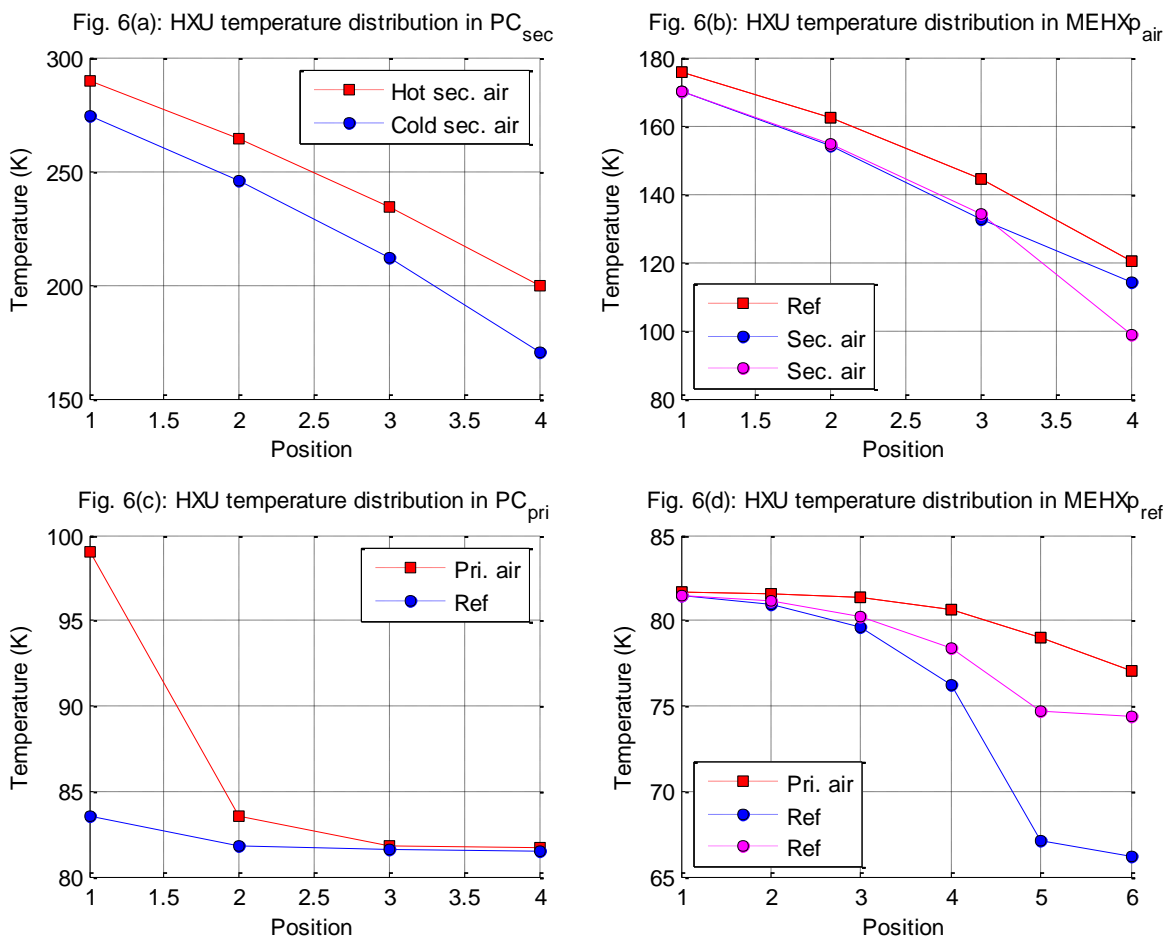 Fig. 6(a): HXU temperature distribution in PCsec
300
250
200
150
Temperature (K)
Hot sec. air
Cold sec. air
1 1.5 2 2.5 3 3.5 4
Position
Fig. 6(b): HXU temperature distribution in MEHXpair
180
160
140
120
100
80
Temperature (K)
Ref
Sec. air
Sec. air
1 1.5 2 2.5 3 3.5 4
Position
Fig. 6(c): HXU temperature distribution in PCpri
100
95
90
85
80
Temperature (K)
Pri. air
Ref
1 1.5 2 2.5 3 3.5 4
Position
Fig. 6(d): HXU temperature distribution in MEHXpref
85
80
75
70
65
Temperature (K)
Pri. air
Ref
Ref
1 2 3 4 5 6
Position